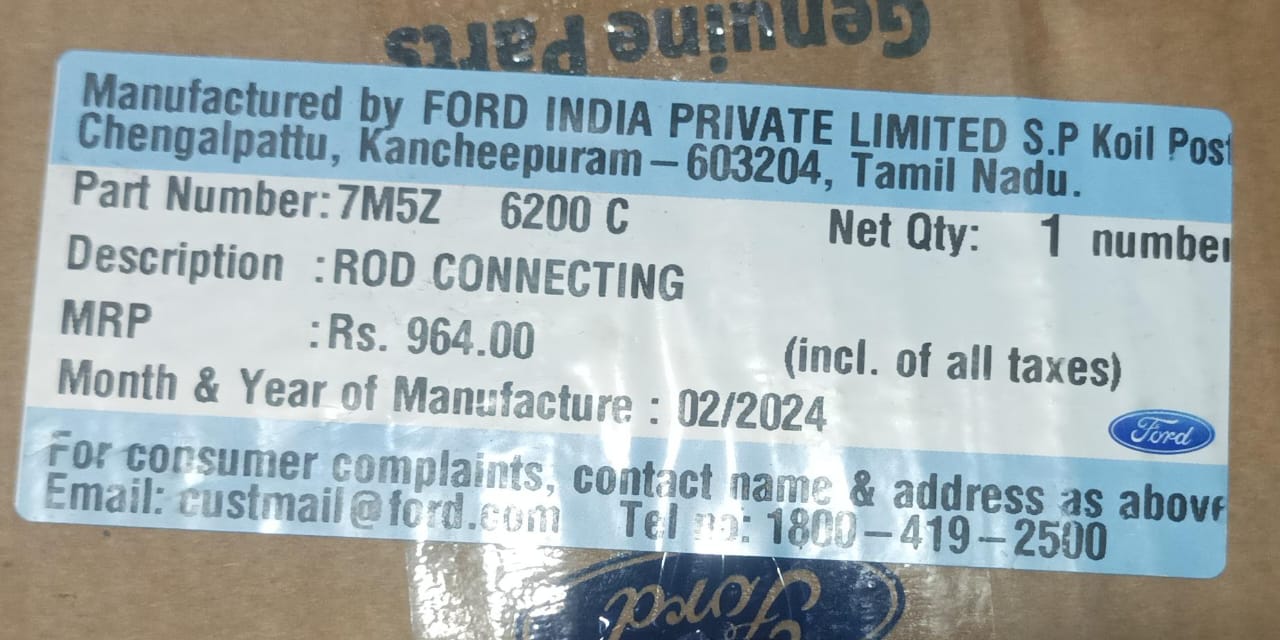 Genuine Parts
Manufactured by FORD INDIA PRIVATE LIMITED S.P Koil Post
Chengalpattu, Kancheepuram – 603204, Tamil Nadu.
Part Number: 7M5Z 6200 C Net Qty: 1 number
Description : ROD CONNECTING
MRP : Rs. 964.00 (incl. of all taxes)
Month & Year of Manufacture : 02/2024
Ford
For consumer complaints, contact name & address as above
Email: custmail@ford.com Tel no: 1800–419–2500
Ford